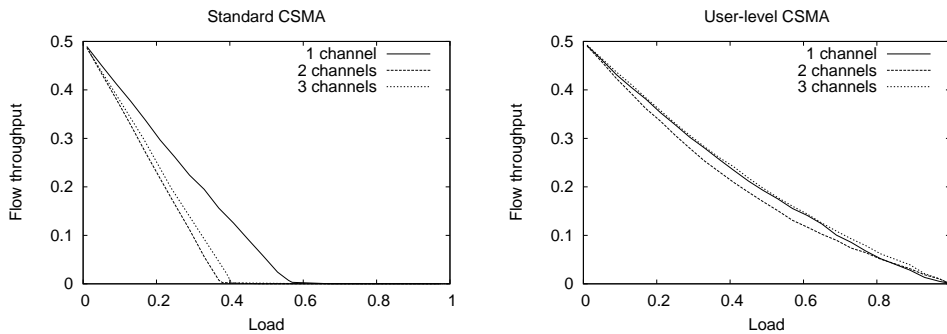 Standard CSMA
0.5
0.4
0.3
0.2
0.1
0
Flow throughput
1 channel
2 channels
3 channels
0 0.2 0.4 0.6 0.8 1
Load
User-level CSMA
0.5
0.4
0.3
0.2
0.1
0
Flow throughput
1 channel
2 channels
3 channels
0 0.2 0.4 0.6 0.8
Load